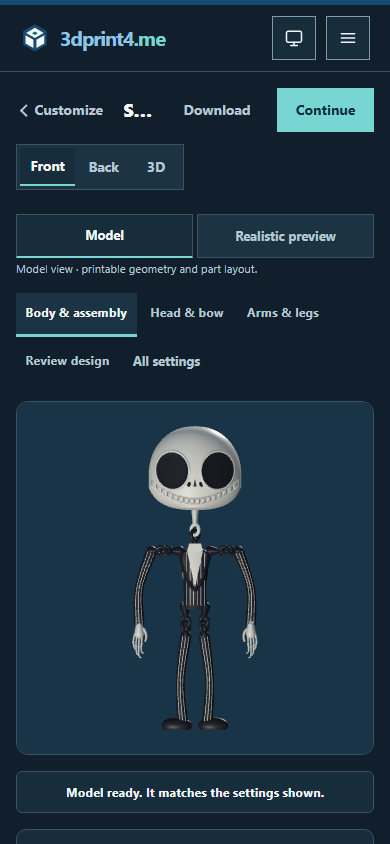 3dprint4.me
Customize S... Download Continue
Front Back 3D
Model Realistic preview
Model view · printable geometry and part layout.
Body & assembly Head & bow Arms & legs
Review design All settings
Model ready. It matches the settings shown.